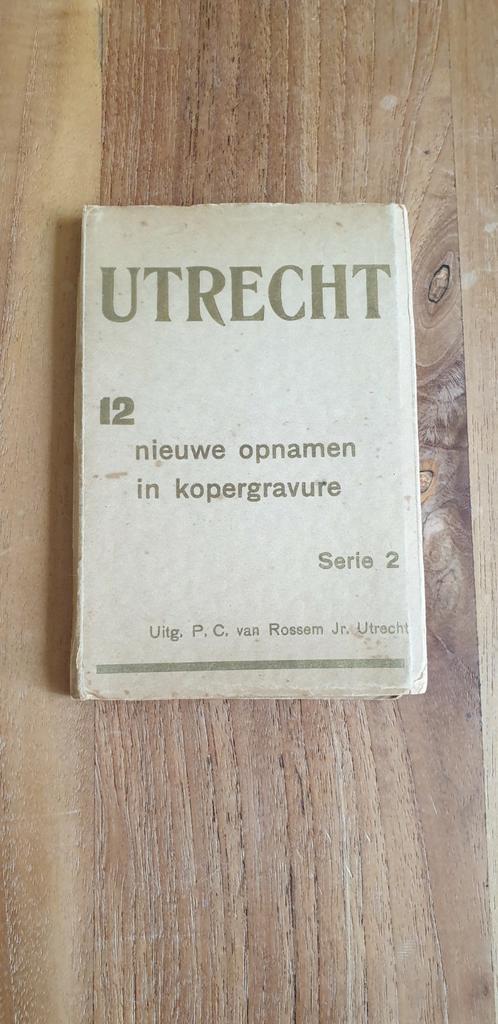 UTRECHT
12
nieuwe opnamen
in kopergravure
Serie 2
Uitg. P. C. van Rossem Jr. Utrecht